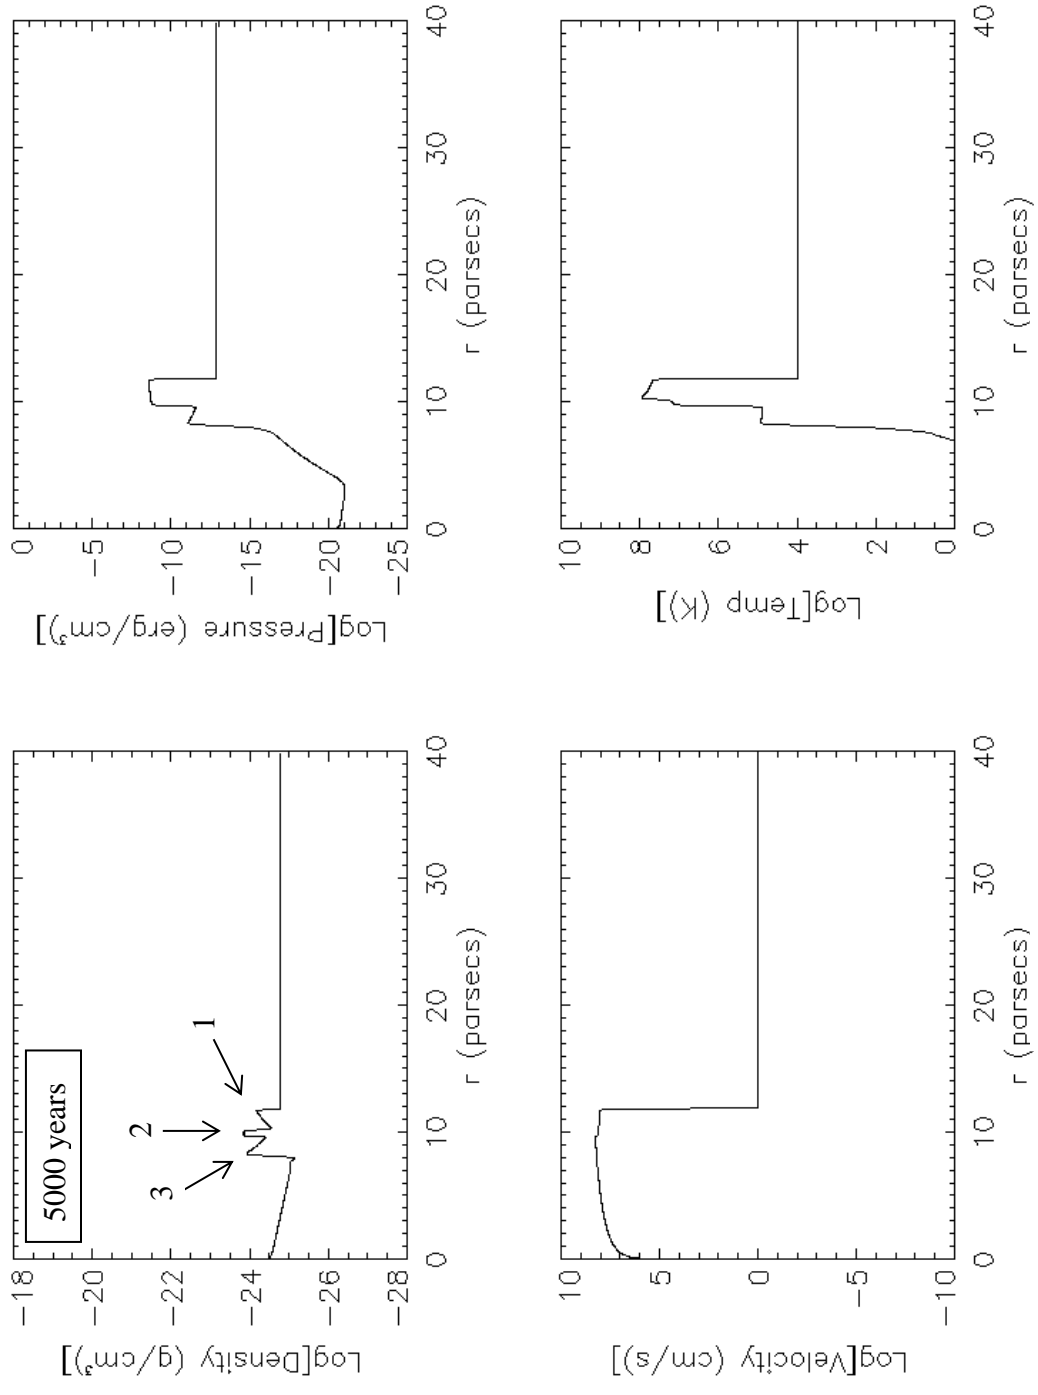 5000 years
−18
−20
−22
−24
−26
−28
Log[Density (g/cm³)]
3
2
1
0 10 20 30 40
r (parsecs)
0
−5
−10
−15
−20
−25
Log[Pressure (erg/cm³)]
0 10 20 30 40
r (parsecs)
10
5
0
−5
−10
Log[Velocity (cm/s)]
0 10 20 30 40
r (parsecs)
10
8
6
4
2
0
Log[Temp (K)]
0 10 20 30 40
r (parsecs)